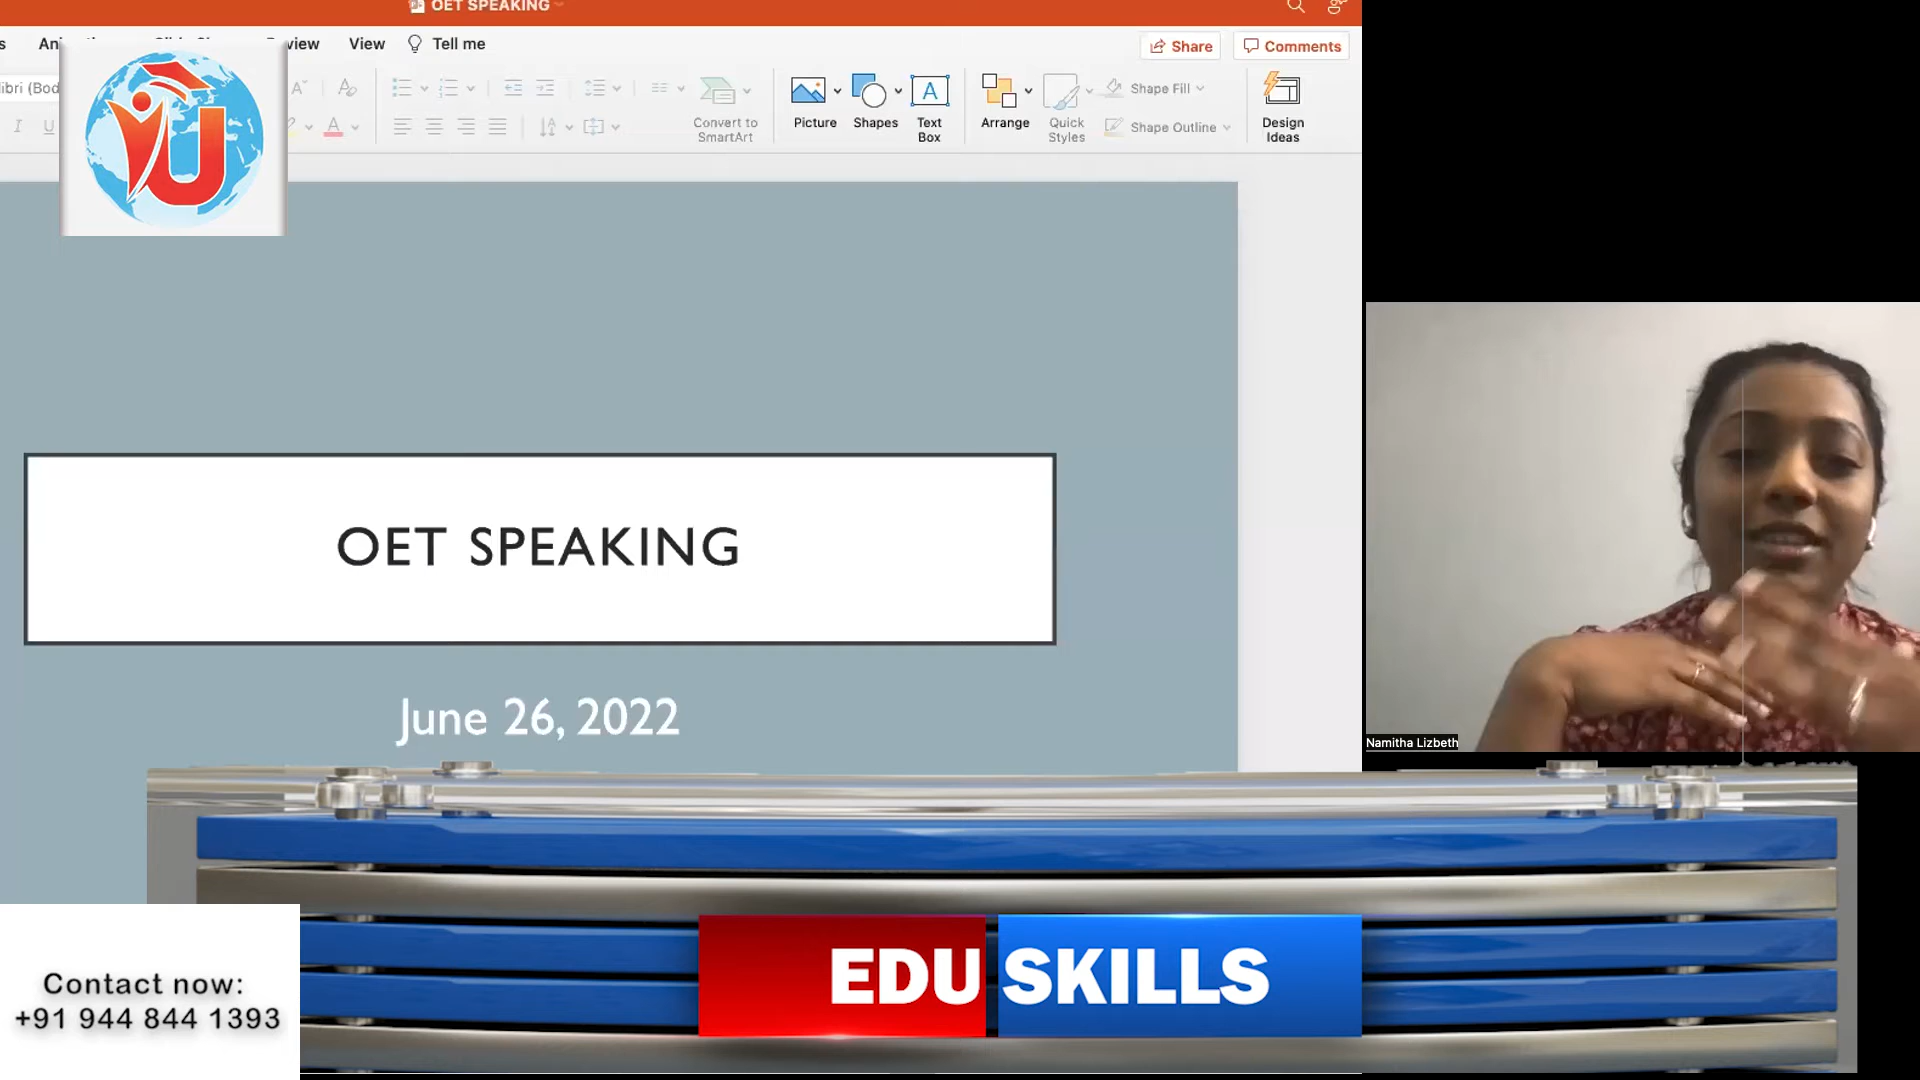 OET SPEAKING
View
Tell me
Share
Comments
Convert to
SmartArt
Picture
Shapes
Text
Box
Arrange
Quick
Styles
Shape Fill
Shape Outline
Design
Ideas
OET SPEAKING
June 26, 2022
Namitha Lizbeth
EDU SKILLS
Contact now:
+91 944 844 1393